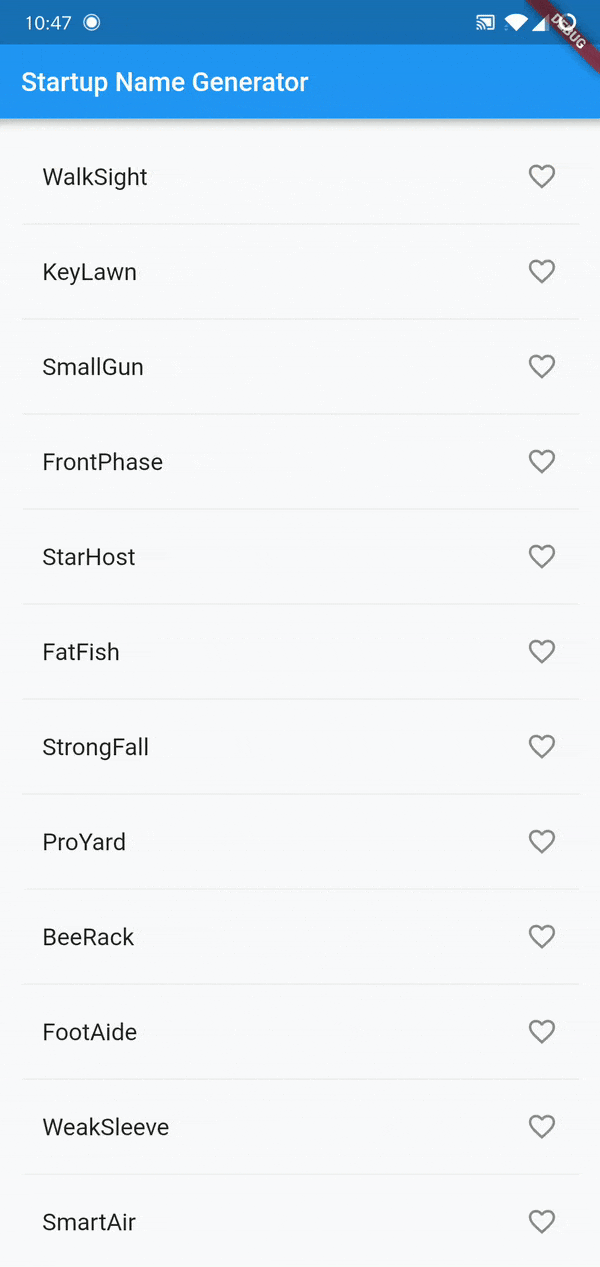 10:47
DEBUG
Startup Name Generator
WalkSight
KeyLawn
SmallGun
FrontPhase
StarHost
FatFish
StrongFall
ProYard
BeeRack
FootAide
WeakSleeve
SmartAir